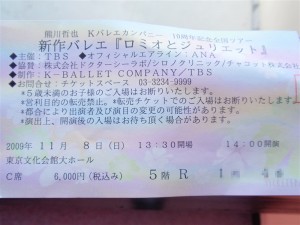 熊川哲也 Kバレエカンパニー 10周年記念全国ツアー
新作バレエ『ロミオとジュリエット』
◆主催：TBS ◆オフィシャルエアライン：ANA
◆協賛：株式会社ドクターシーラボ/シロノクリニック/チャコット株式会社
◆制作：K-BALLET COMPANY/TBS
◆お問合せ：チケットスペース 03-3234-9999
*5歳未満のお子様のご入場はお断りいたします。
*営利目的の転売禁止。*転売チケットでのご入場はお断りいたします。
*都合により出演者及び演目の変更の可能性がございます。
*演出上、開演後の入場はお待ち頂く場合がございます。
2009年 11月 8日(日) 13:30開場 14:00開演
東京文化会館大ホール
C席 6,000円(税込み) 5階 R 1列 4番